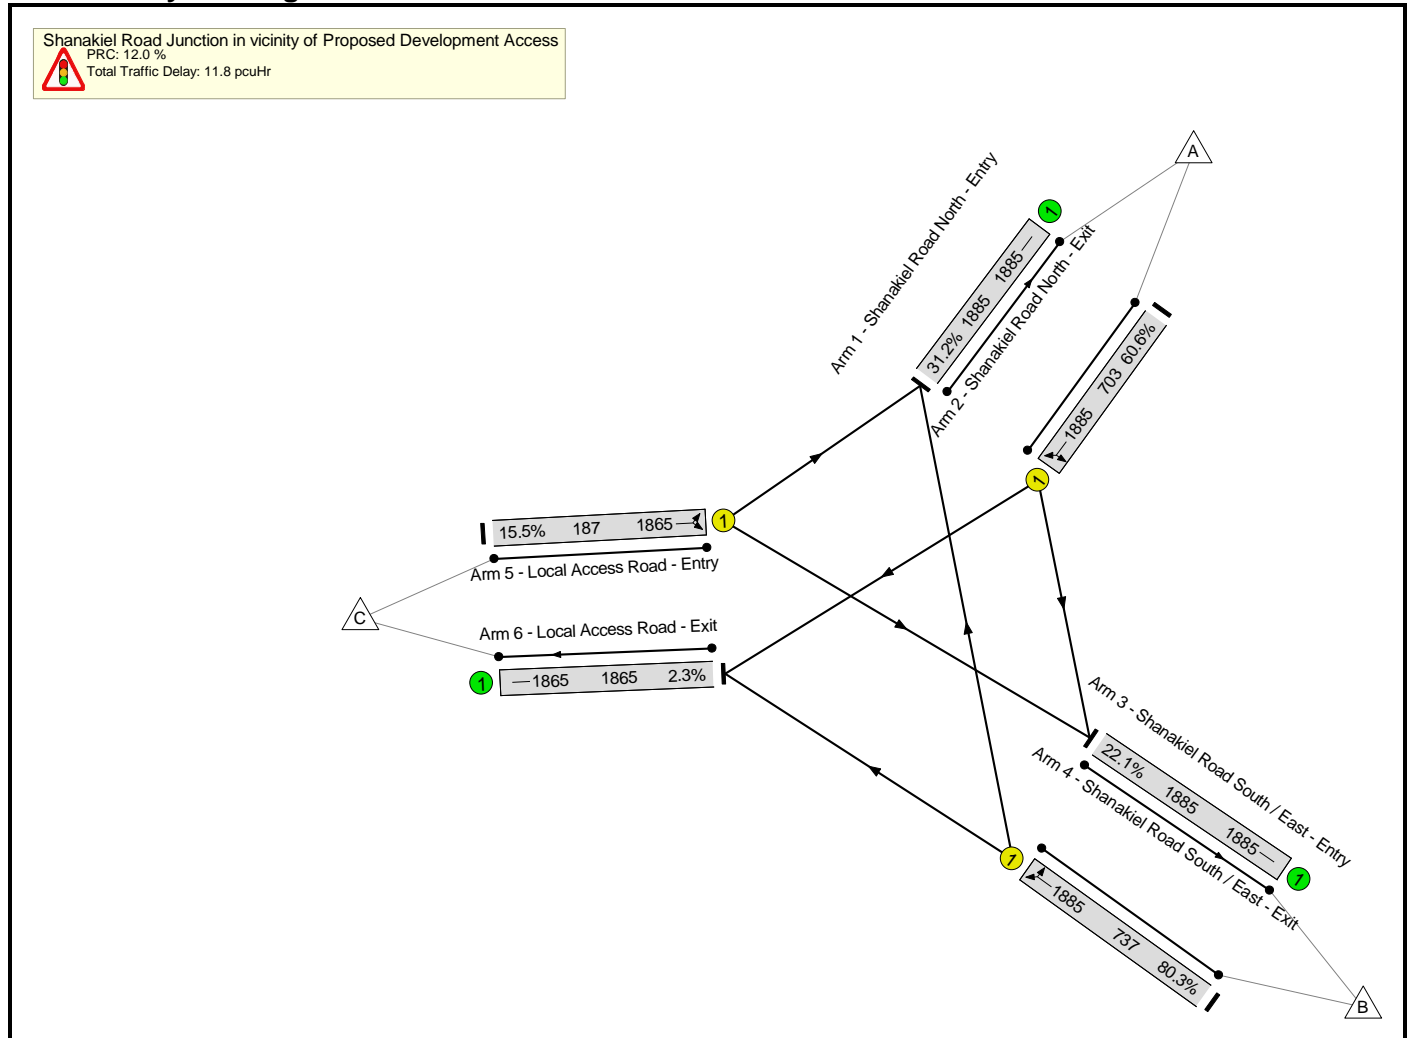 Shanakiel Road Junction in vicinity of Proposed Development Access
PRC: 12.0 %
Total Traffic Delay: 11.8 pcuHr
A
Arm 1 - Shanakiel Road North - Entry
1
31.2% 1885 1885
Arm 2 - Shanakiel Road North - Exit
1885 703 60.6%
1
15.5% 187 1865
1
Arm 5 - Local Access Road - Entry
C
Arm 6 - Local Access Road - Exit
1
1865 1865 2.3%
Arm 3 - Shanakiel Road South / East - Entry
22.1% 1885 1885
1
Arm 4 - Shanakiel Road South / East - Exit
1
1885 737 80.3%
B